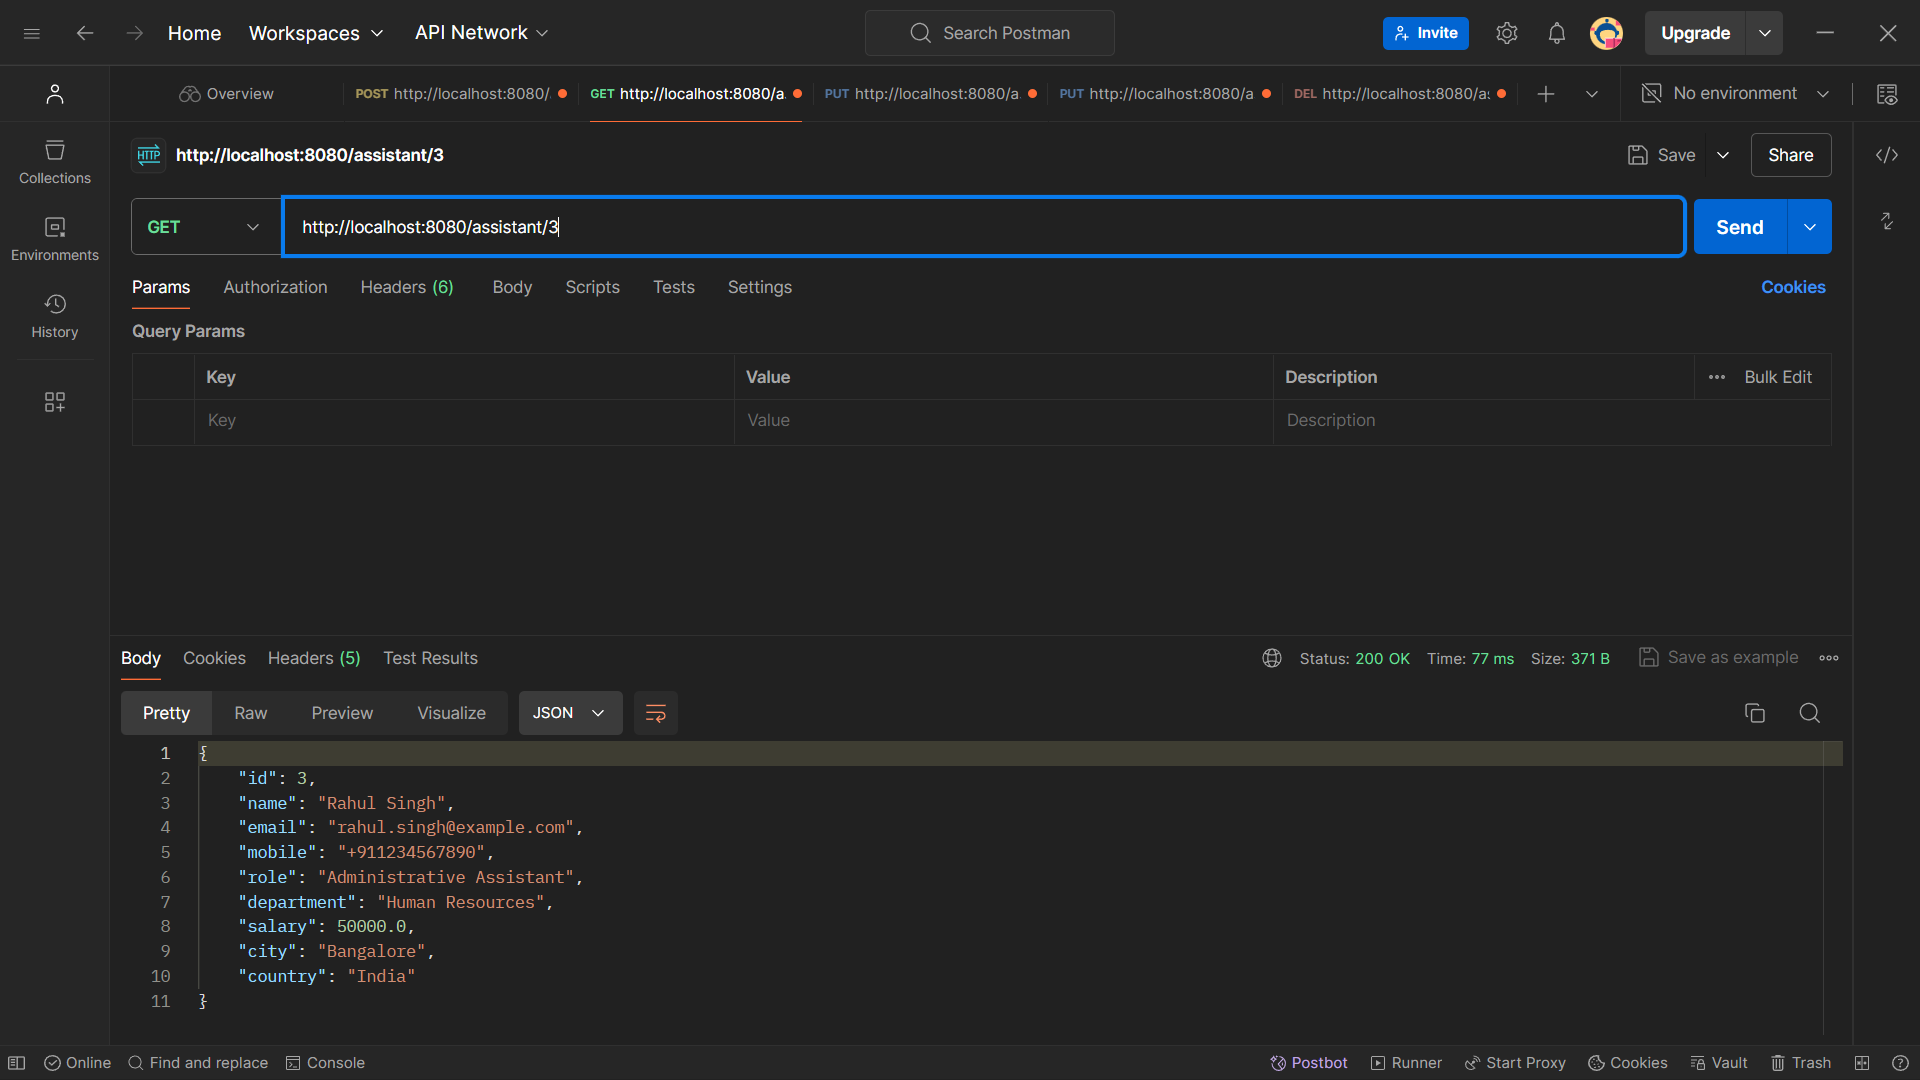 Home Workspaces API Network Search Postman Invite Upgrade
Overview POST http://localhost:8080/ GET http://localhost:8080/a PUT http://localhost:8080/a PUT http://localhost:8080/a DEL http://localhost:8080/a No environment
HTTP http://localhost:8080/assistant/3 Save Share
Collections
Environments
History
GET http://localhost:8080/assistant/3 Send
Params Authorization Headers (6) Body Scripts Tests Settings Cookies
Query Params
Key Value Description Bulk Edit
Key Value Description
Body Cookies Headers (5) Test Results Status: 200 OK Time: 77 ms Size: 371 B Save as example
Pretty Raw Preview Visualize JSON
1 {
2 "id": 3,
3 "name": "Rahul Singh",
4 "email": "rahul.singh@example.com",
5 "mobile": "+911234567890",
6 "role": "Administrative Assistant",
7 "department": "Human Resources",
8 "salary": 50000.0,
9 "city": "Bangalore",
10 "country": "India"
11 }
Online Find and replace Console Postbot Runner Start Proxy Cookies Vault Trash